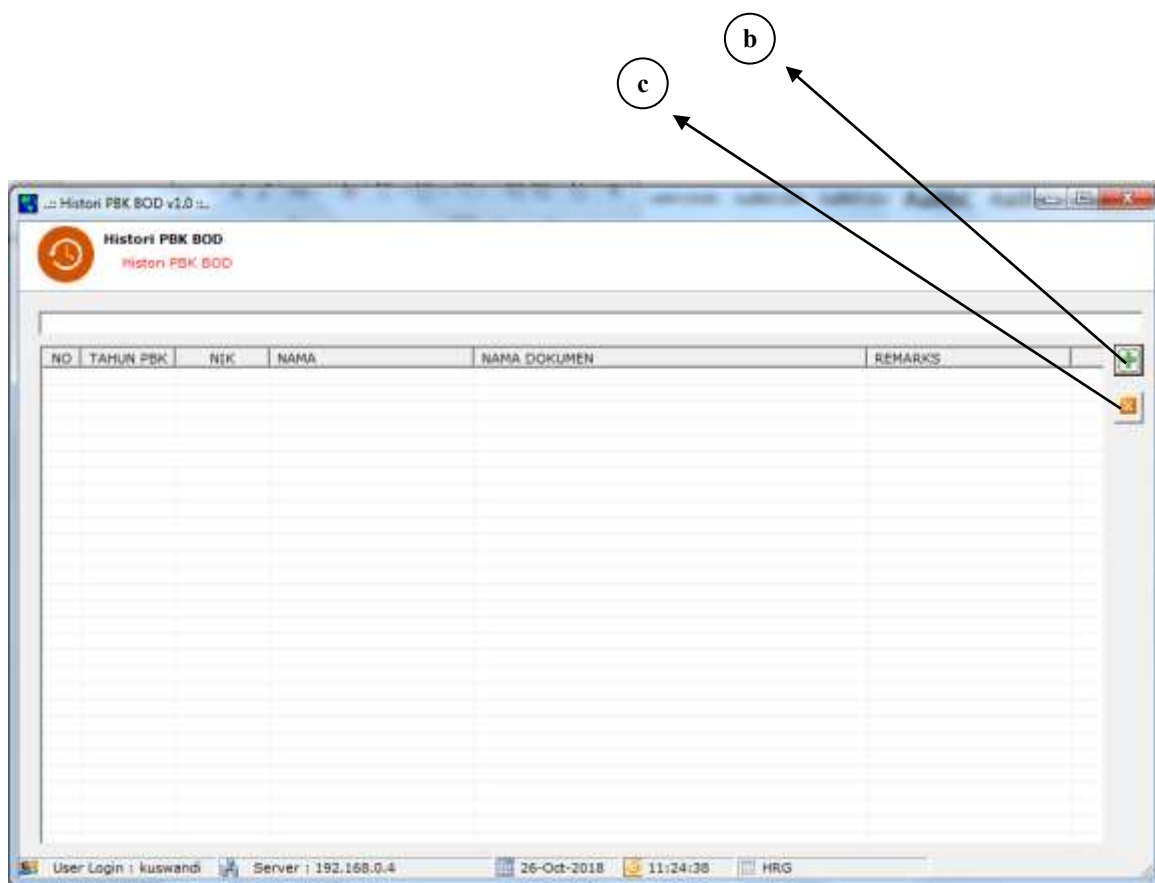 b
c
..:: Histori PBK BOD v1.0 ::..
Histori PBK BOD
Histori PBK BOD
NO TAHUN PBK NIK NAMA NAMA DOKUMEN REMARKS
User Login : kuswandi Server : 192.168.0.4 26-Oct-2018 11:24:38 HRG